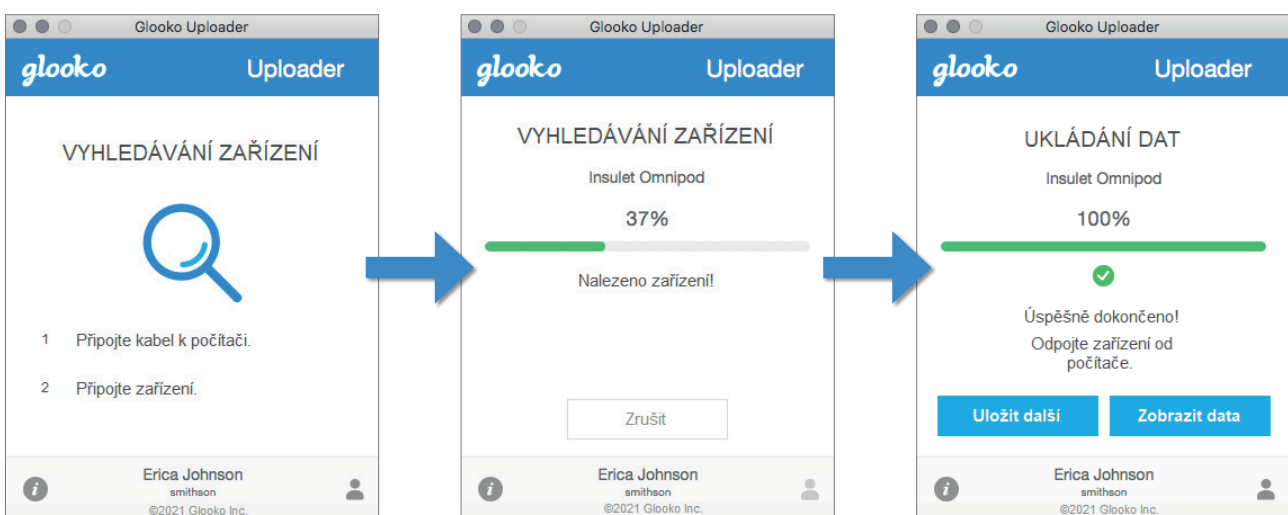 Glooko Uploader
glooko Uploader
VYHLEDÁVÁNÍ ZAŘÍZENÍ
1 Připojte kabel k počítači.
2 Připojte zařízení.
i
Erica Johnson
smithson
©2021 Glooko Inc.
Glooko Uploader
glooko Uploader
VYHLEDÁVÁNÍ ZAŘÍZENÍ
Insulet Omnipod
37%
Nalezeno zařízení!
Zrušit
i
Erica Johnson
smithson
©2021 Glooko Inc.
Glooko Uploader
glooko Uploader
UKLÁDÁNÍ DAT
Insulet Omnipod
100%
Úspěšně dokončeno!
Odpojte zařízení od
počítače.
Uložit další Zobrazit data
i
Erica Johnson
smithson
©2021 Glooko Inc.